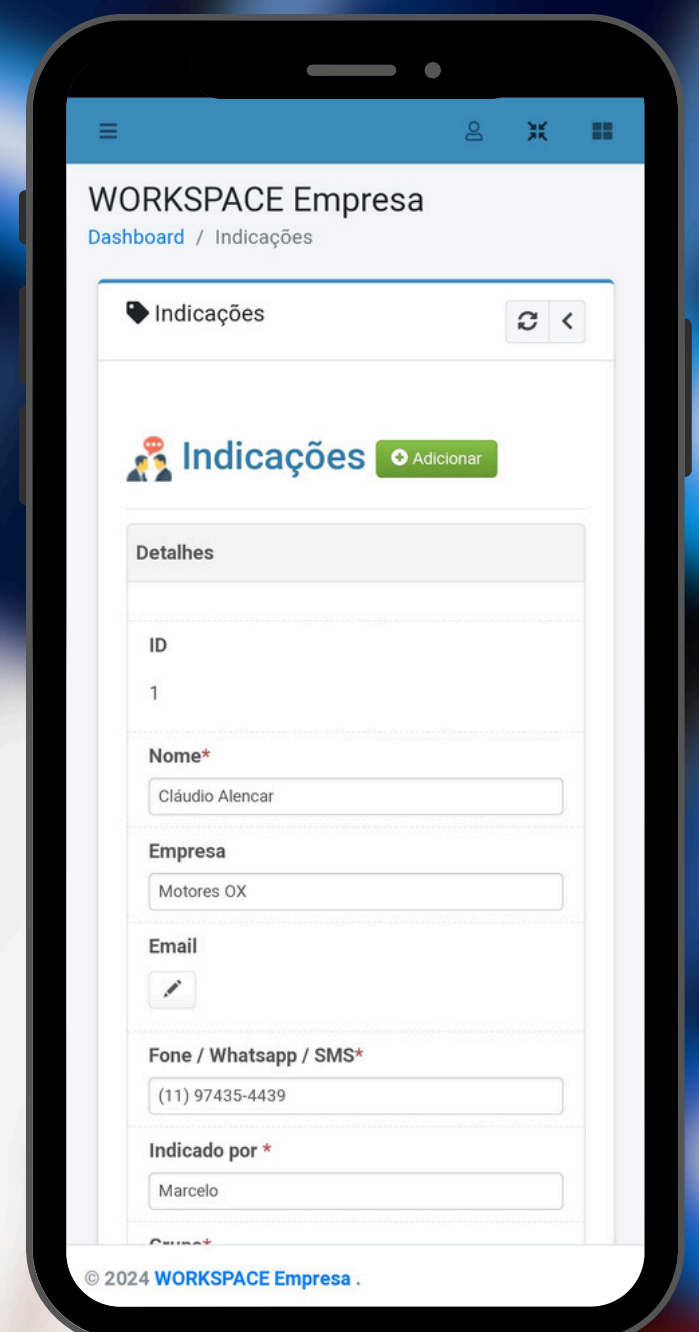 WORKSPACE Empresa
Dashboard / Indicações
Indicações
Indicações Adicionar
Detalhes
ID
1
Nome*
Cláudio Alencar
Empresa
Motores OX
Email
Fone / Whatsapp / SMS*
(11) 97435-4439
Indicado por *
Marcelo
© 2024 WORKSPACE Empresa .